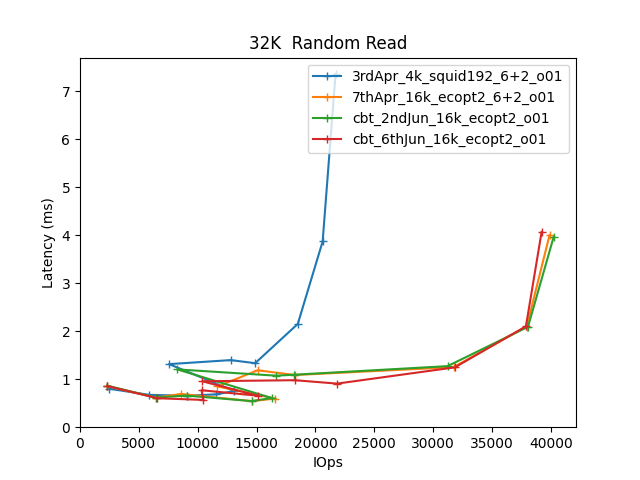 32K  Random Read
3rdApr_4k_squid192_6+2_o01
7thApr_16k_ecopt2_6+2_o01
cbt_2ndJun_16k_ecopt2_o01
cbt_6thJun_16k_ecopt2_o01
Latency (ms)
7
6
5
4
3
2
1
0
0 5000 10000 15000 20000 25000 30000 35000 40000
IOps